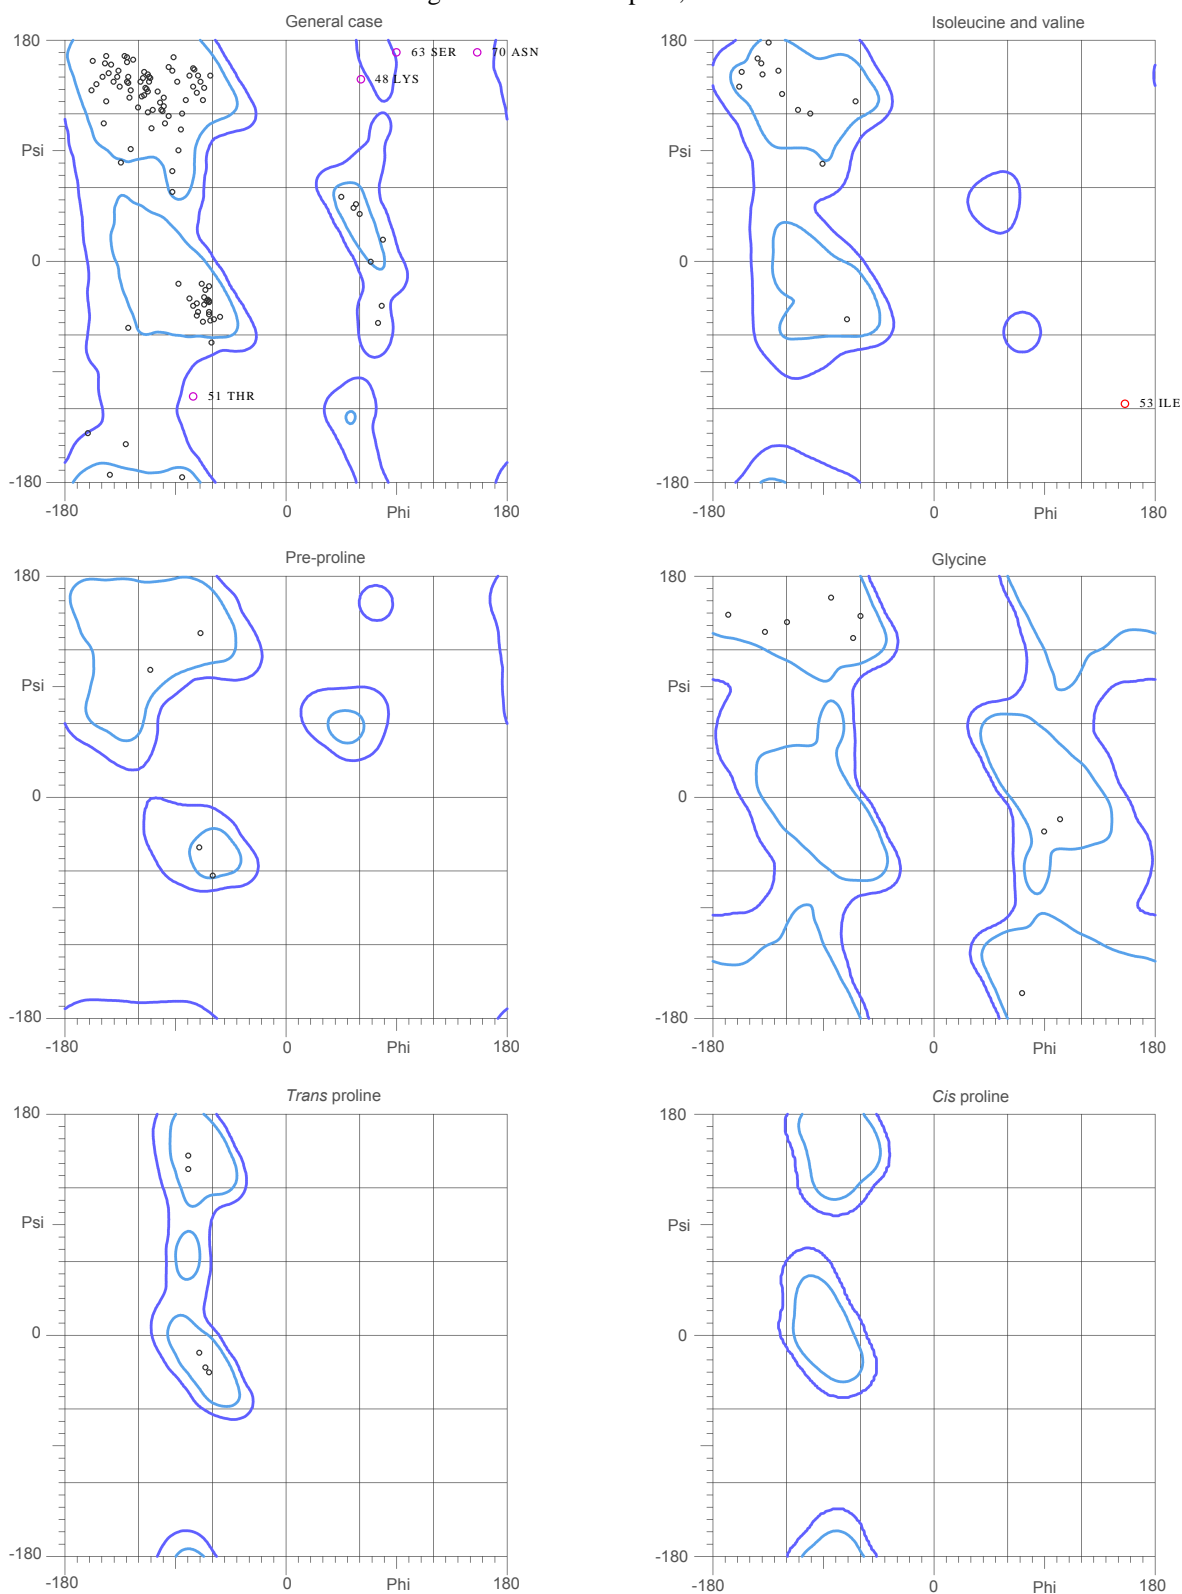 General case
Isoleucine and valine
180
63 SER
70 ASN
48 LYS
Psi
0
51 THR
-180
-180
0
Phi
180
180
Psi
0
53 ILE
-180
-180
0
Phi
180
Pre-proline
Glycine
180
Psi
0
-180
-180
0
Phi
180
180
Psi
0
-180
-180
0
Phi
180
Trans proline
Cis proline
180
Psi
0
-180
-180
0
Phi
180
180
Psi
0
-180
-180
0
Phi
180